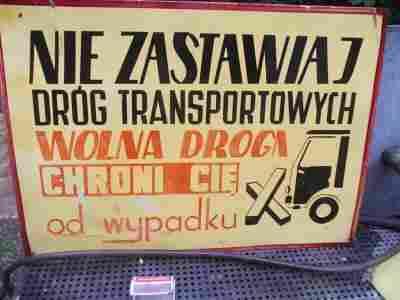 NIE ZASTAWIAJ
DRÓG TRANSPORTOWYCH
WOLNA DROGA
CHRONI CIĘ
od wypadku